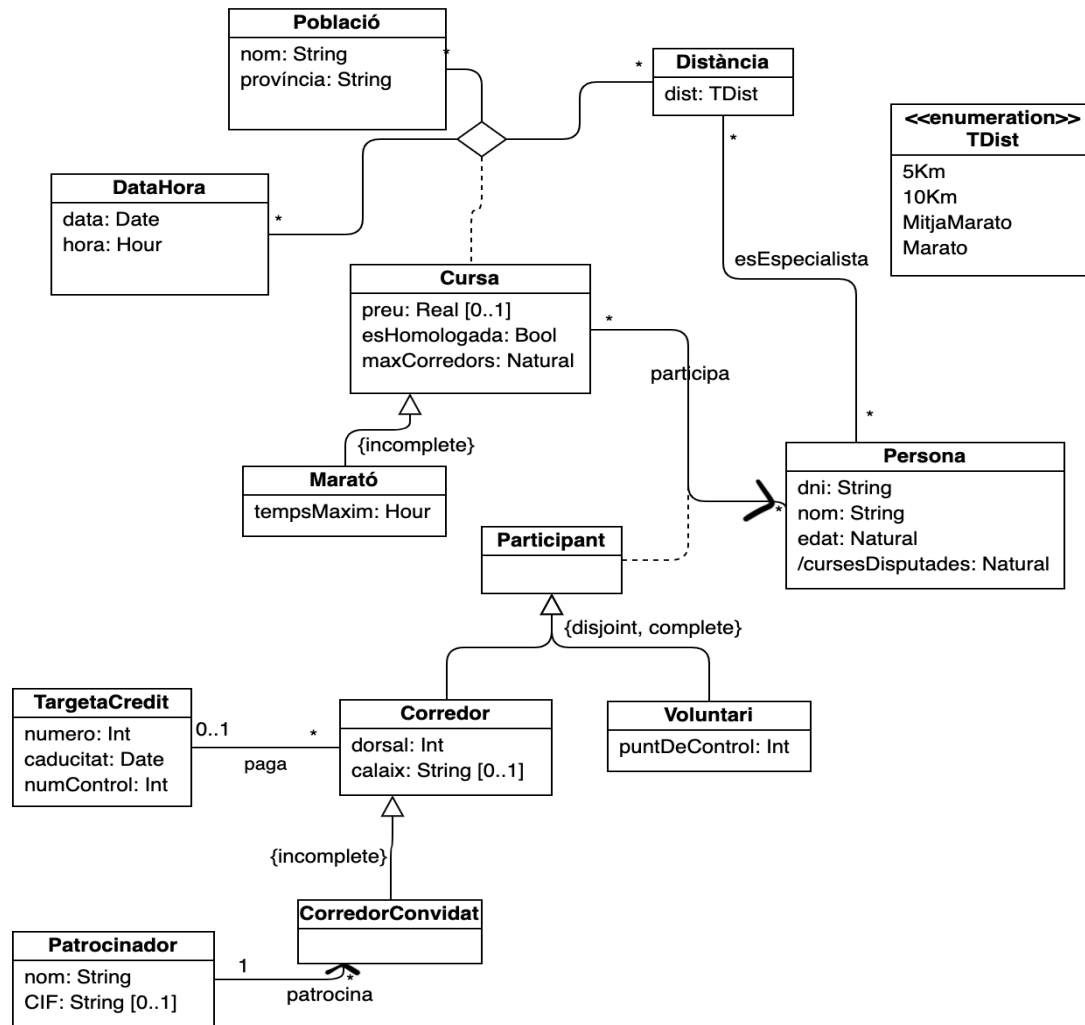 Població
nom: String
província: String
*
Distància
dist: TDist
*
*
<<enumeration>>
TDist
5Km
10Km
MitjaMarato
Marato
DataHora
data: Date
hora: Hour
*
esEspecialista
*
Cursa
preu: Real [0..1]
esHomologada: Bool
maxCorredors: Natural
*
participa
*
{incomplete}
Marató
tempsMaxim: Hour
Persona
dni: String
nom: String
edat: Natural
/cursesDisputades: Natural
Participant
{disjoint, complete}
TargetaCredit
numero: Int
caducitat: Date
numControl: Int
0..1
*
paga
Corredor
dorsal: Int
calaix: String [0..1]
Voluntari
puntDeControl: Int
{incomplete}
CorredorConvidat
Patrocinador
nom: String
CIF: String [0..1]
1
*
patrocina